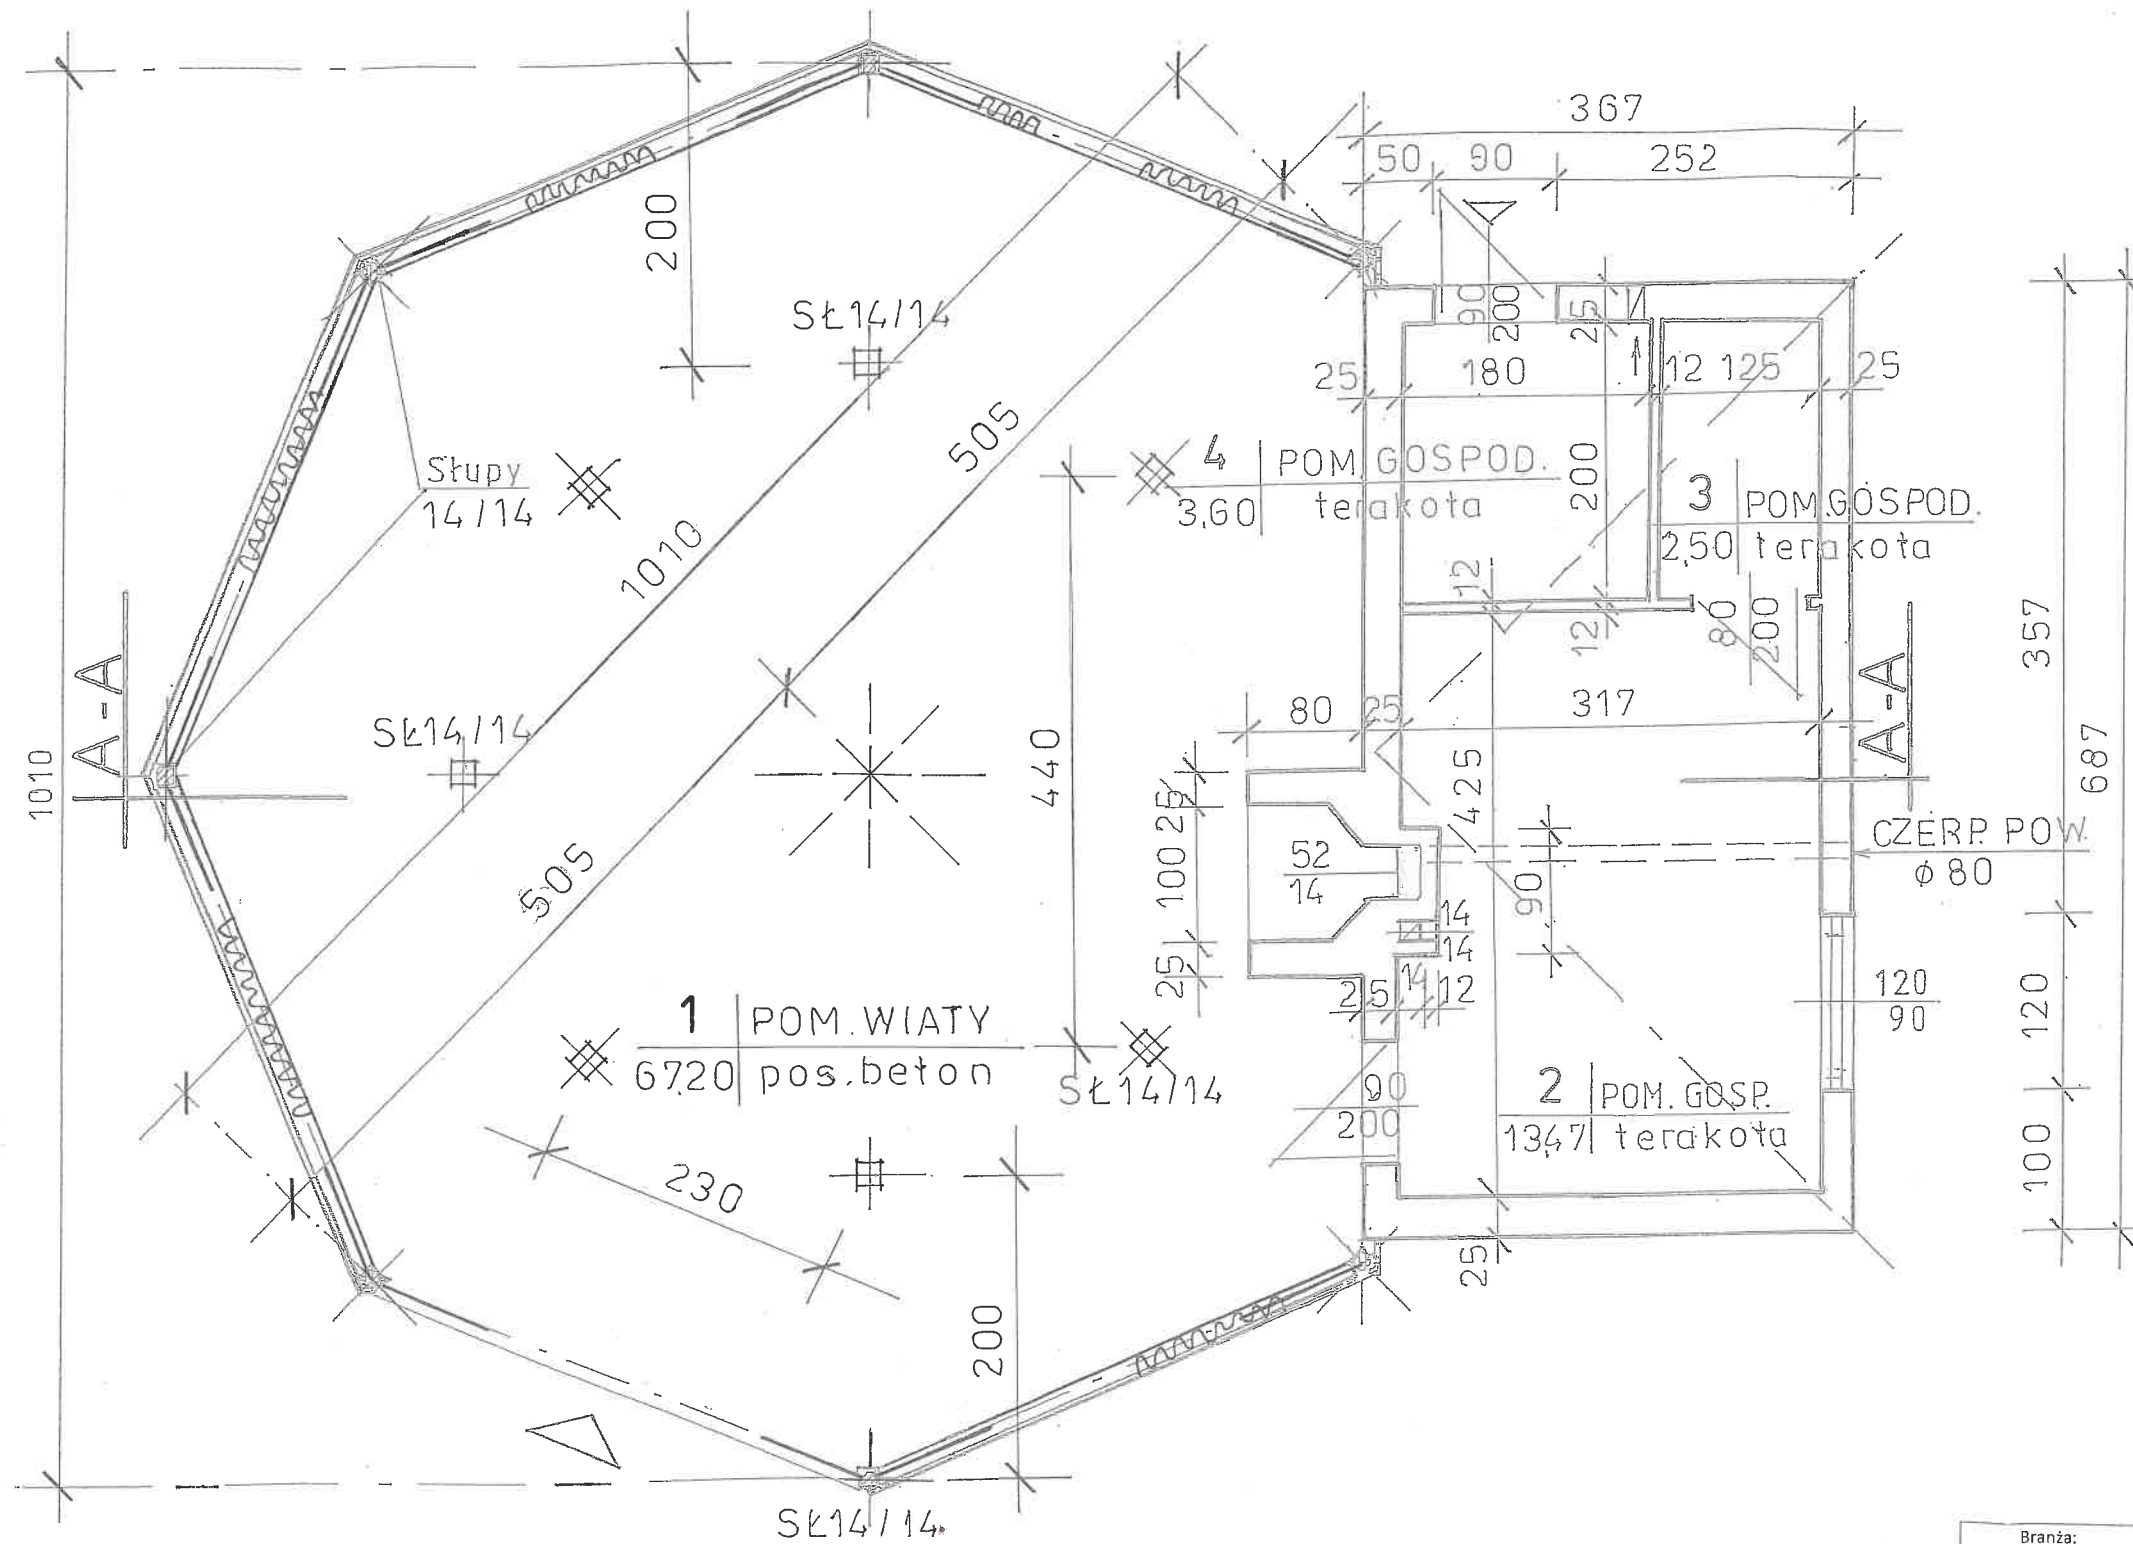 367
50 90 252
200
SŁ14/14
90
200
25
25 180 12 125 25
505
4 POM. GOSPOD.
3,60 terakota
200
3 POM.GOSPOD.
2,50 terakota
Słupy
14/14
1010
12
12
80
200
357
A-A
SŁ14/14
80 25 317
A-A
687
1010
440
425
25
100
52
14
90
CZERP. POW.
ϕ 80
505
14
14
25
25 14 12
120
120
90
1 POM.WIATY
67,20 pos.beton
SŁ14/14
90
200
2 POM. GOSP.
13,47 terakota
100
230
25
200
SŁ14/14
Branża: